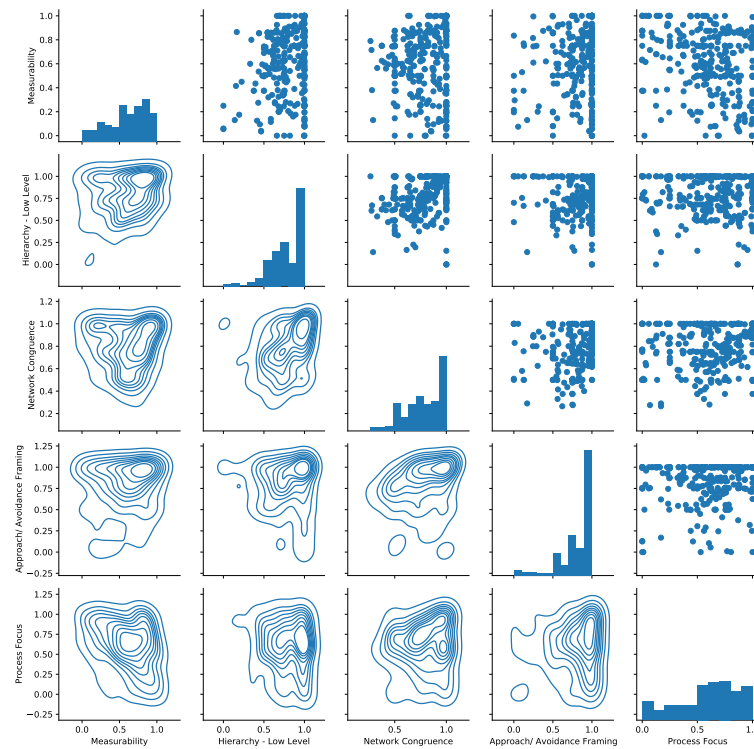 Measurability
1.0
0.8
0.6
0.4
0.2
0.0
Hierarchy - Low Level
1.00
0.75
0.50
0.25
0.00
Network Congruence
1.2
1.0
0.8
0.6
0.4
0.2
Approach/ Avoidance Framing
1.25
1.00
0.75
0.50
0.25
0.00
−0.25
Process Focus
1.25
1.00
0.75
0.50
0.25
0.00
−0.25
0.0 0.5 1.0
0.0 0.5 1.0
0.5 1.0
0.0 0.5 1.0
0.0 0.5 1.0
Measurability
Hierarchy - Low Level
Network Congruence
Approach/ Avoidance Framing
Process Focus